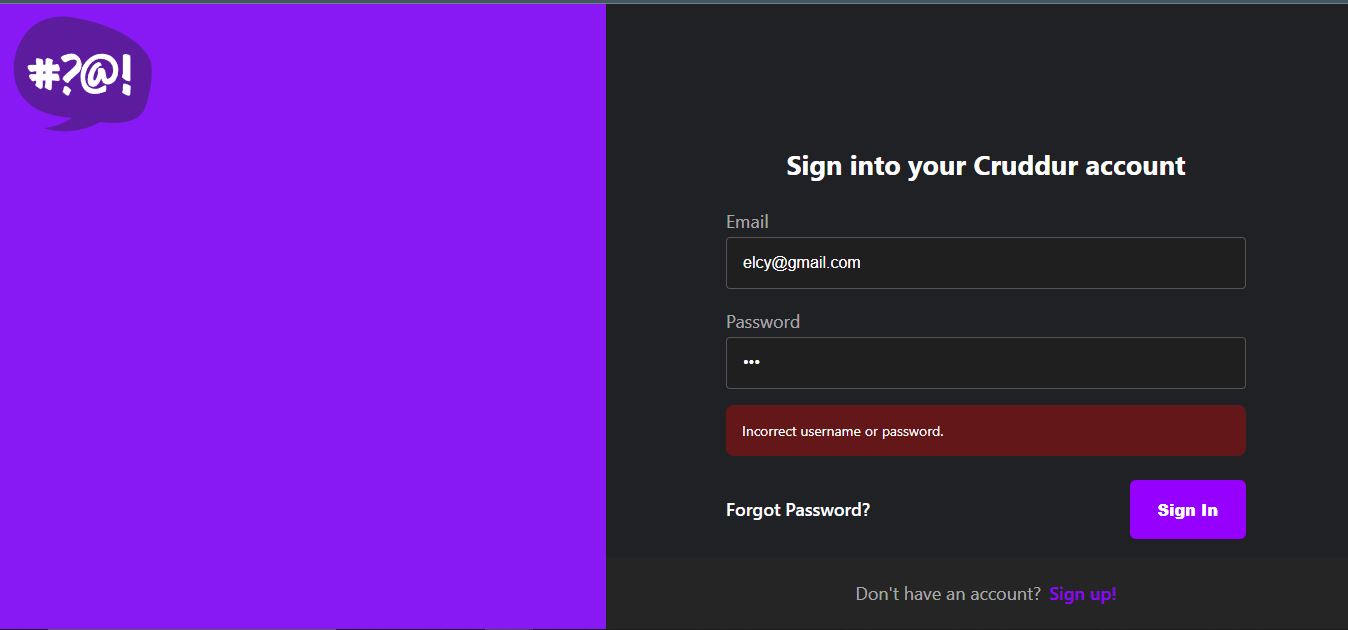 #?@!
Sign into your Cruddur account
Email
elcy@gmail.com
Password
•••
Incorrect username or password.
Forgot Password?
Sign In
Don't have an account? Sign up!